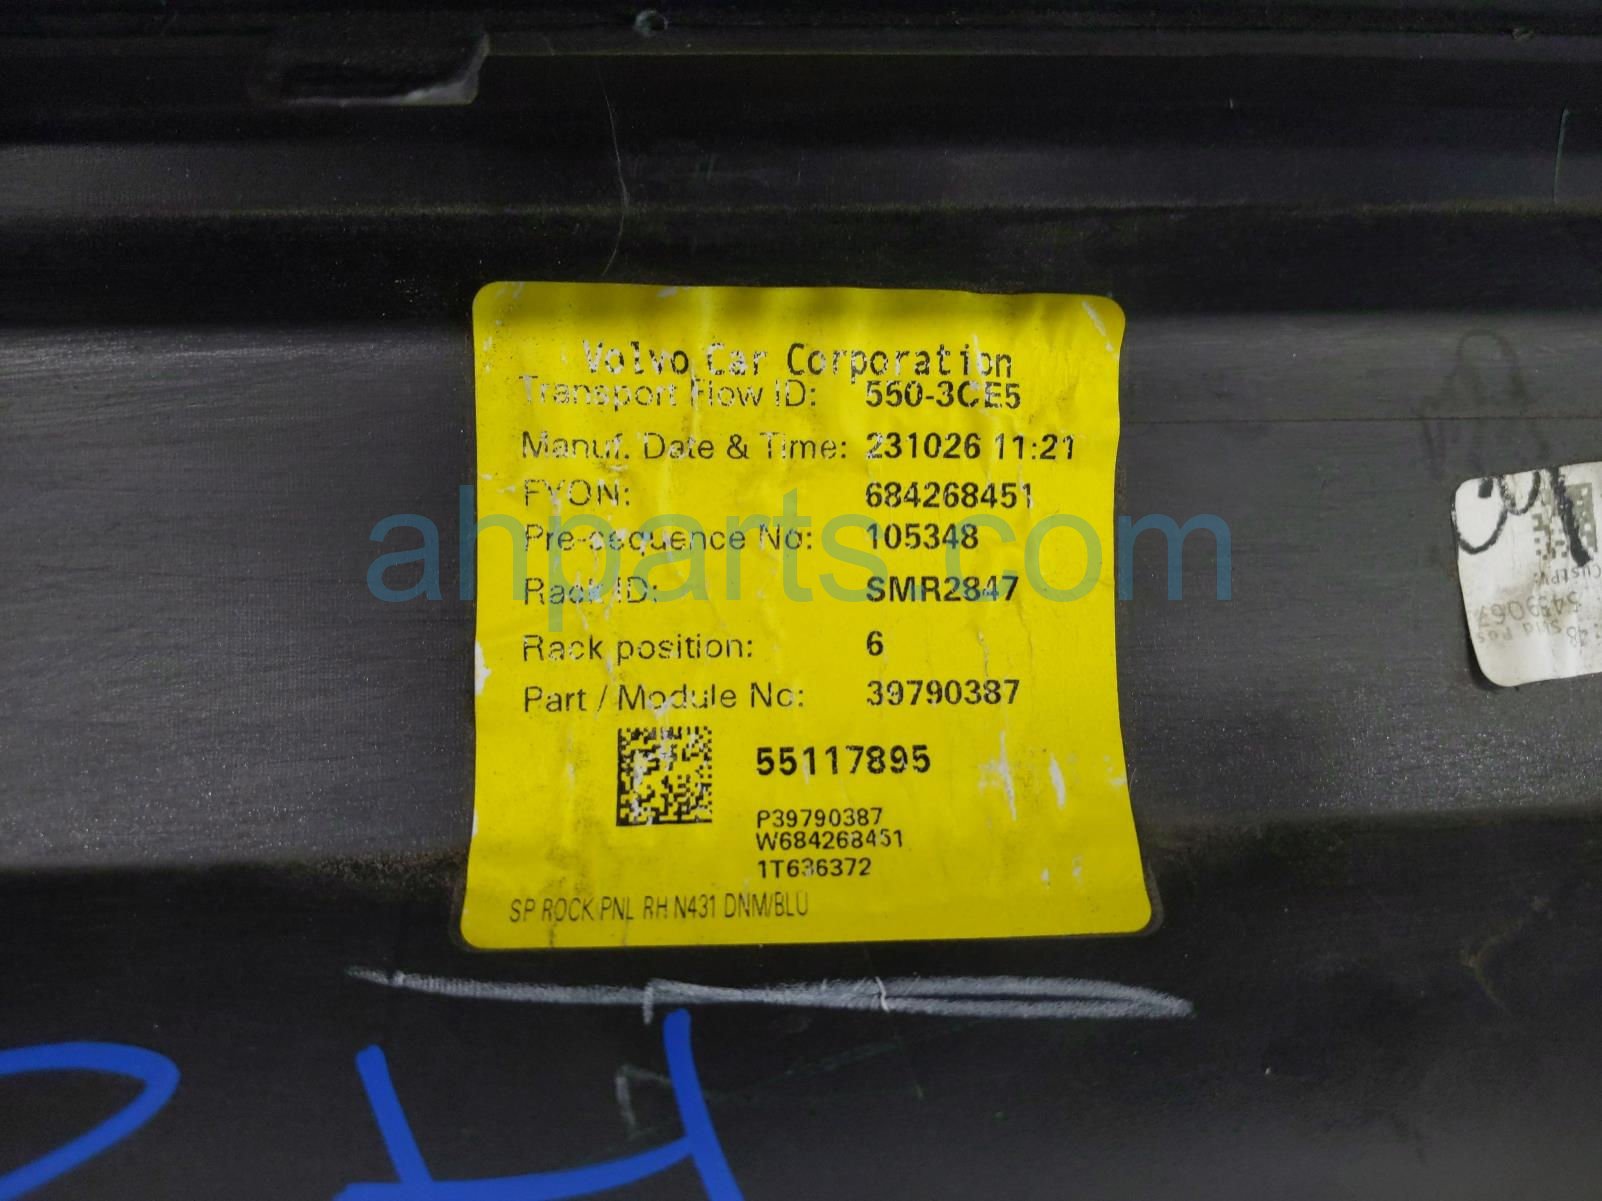 Volvo Car Corporation
Transport Flow ID: 550-3CE5
Manuf. Date & Time: 231026 11:21
FYON: 684268451
Pre-sequence No: 105348
Rack ID: SMR2847
Rack position: 6
Part / Module No: 39790387
55117895
P39790387
W684268451
1T636372
SP ROCK PNL RH N431 DNM/BLU
ahparts.com